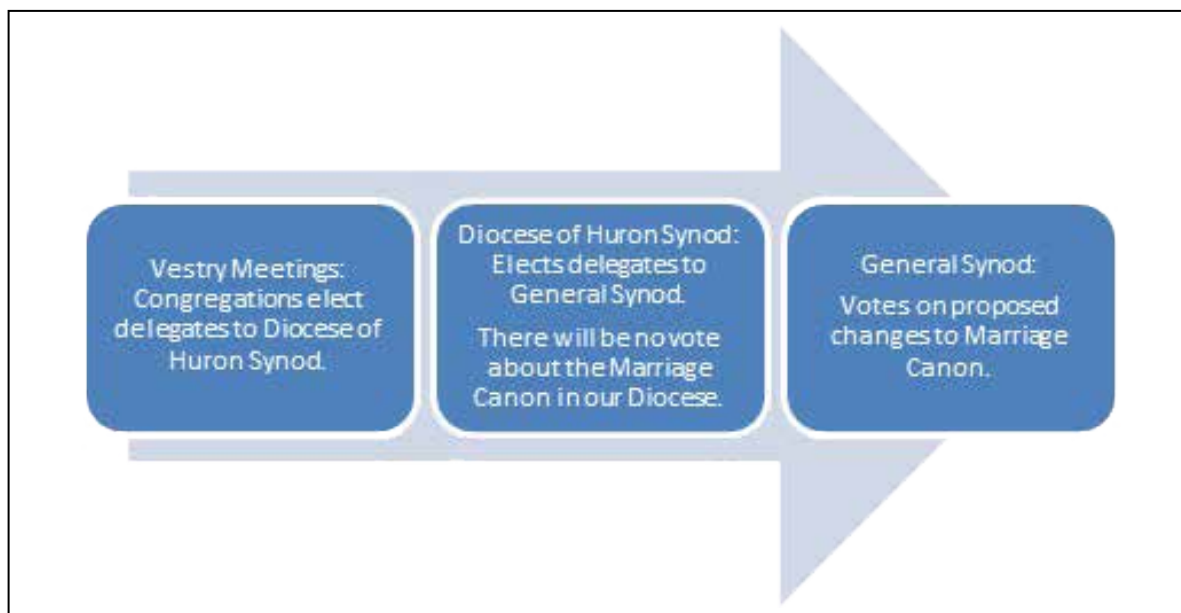 Vestry Meetings:
Congregations elect
delegates to Diocese of
Huron Synod.
Diocese of Huron Synod:
Elects delegates to
General Synod.
There will be no vote
about the Marriage
Canon in our Diocese.
General Synod:
Votes on proposed
changes to Marriage
Canon.